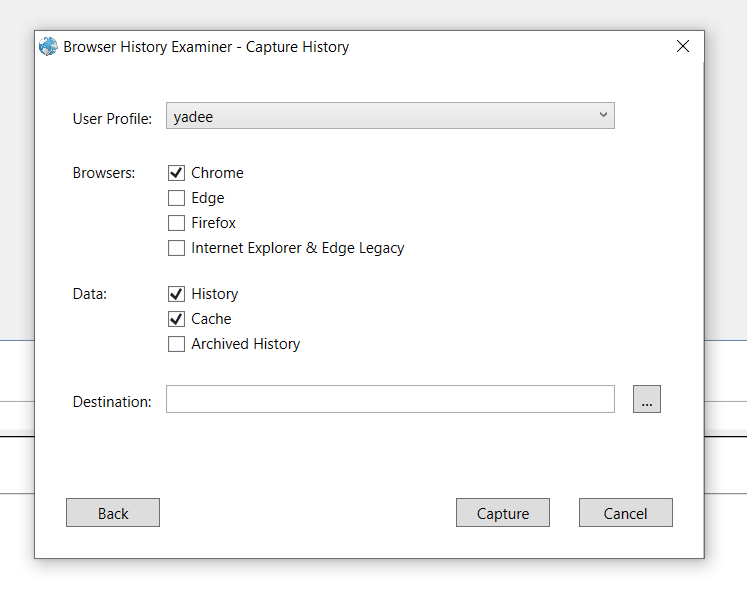 Browser History Examiner - Capture History
User Profile: yadee
Browsers: Chrome
Edge
Firefox
Internet Explorer & Edge Legacy
Data: History
Cache
Archived History
Destination: ...
Back Capture Cancel